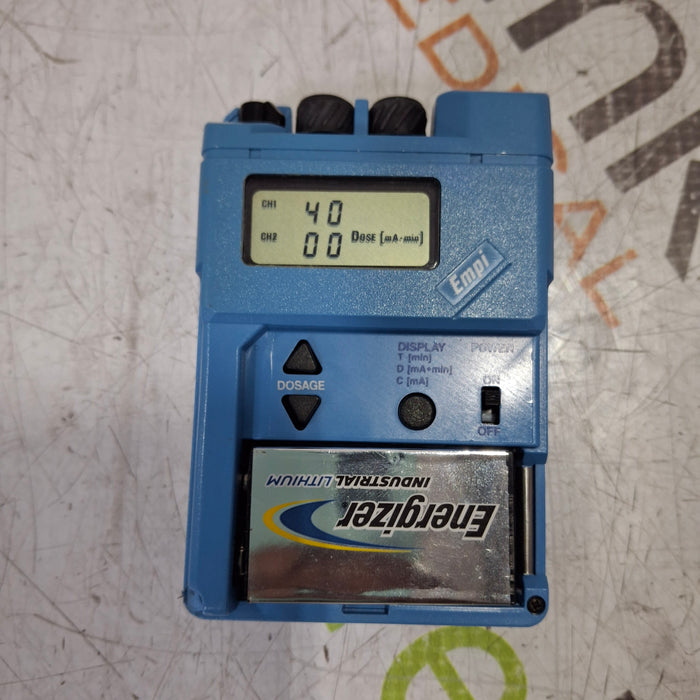 CH1 40
CH2 00 DOSE [mA-min]
Empi
DISPLAY
T [min]
D [mA•min]
C [mA]
POWER
ON
OFF
DOSAGE
Energizer
INDUSTRIAL LITHIUM